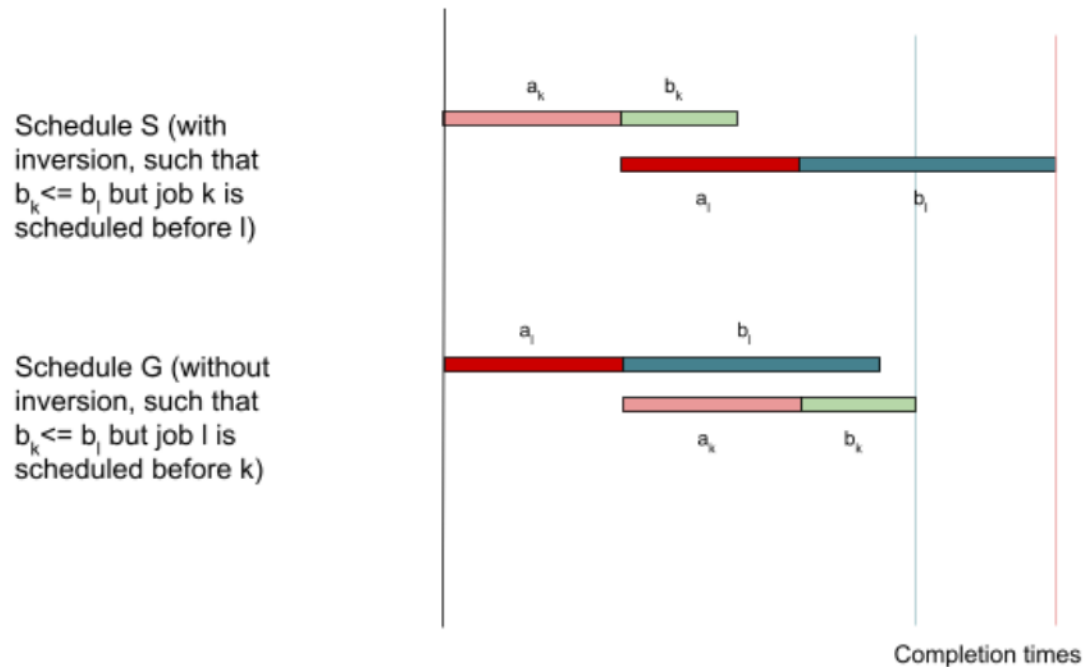 a_k b_k
Schedule S (with
inversion, such that
b_k<= b_l but job k is
scheduled before l)
a_l b_l
a_l b_l
Schedule G (without
inversion, such that
b_k<= b_l but job l is
scheduled before k)
a_k b_k
Completion times